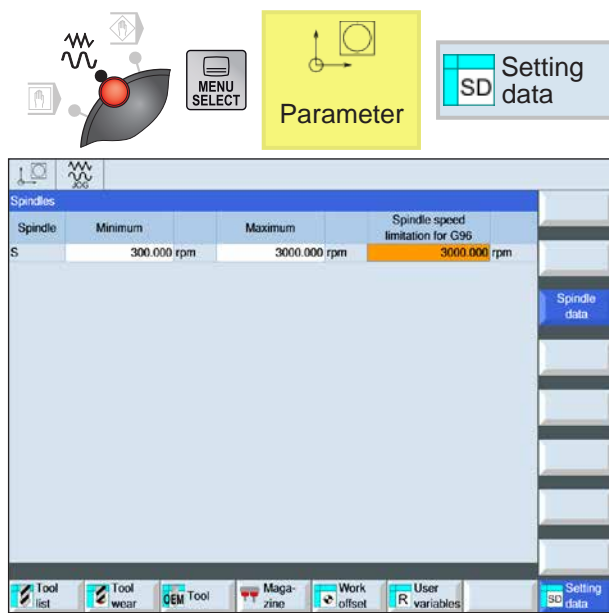 MENU
SELECT
Parameter
SD
Setting
data
JOG
Spindles
Spindle
Minimum
Maximum
Spindle speed
limitation for G96
S
300.000 rpm
3000.000 rpm
3000.000 rpm
Spindle
data
Tool
list
Tool
wear
OEM Tool
Maga-
zine
Work
offset
R
User
variables
SD
Setting
data